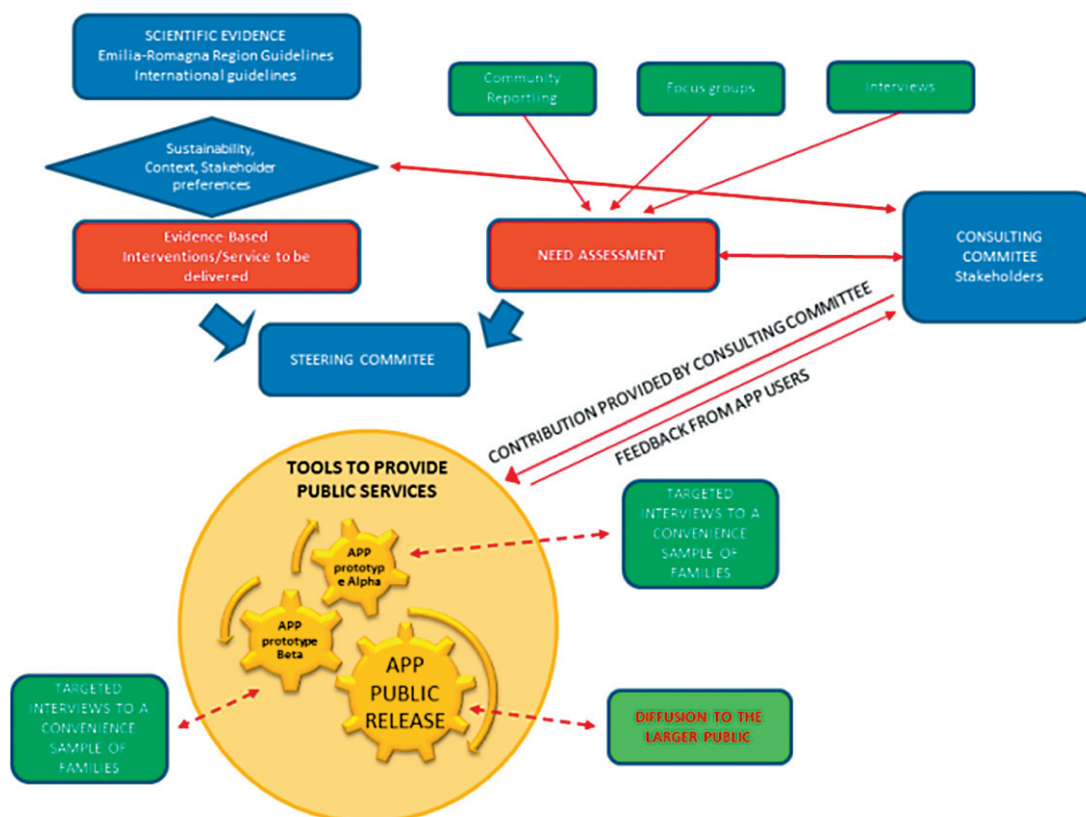 SCIENTIFIC EVIDENCE
Emilia-Romagna Region Guidelines
International guidelines
Community
Reportling
Focus groups
Interviews
Sustainability,
Context, Stakeholder
preferences
Evidence-Based
Interventions/Service to be
delivered
NEED ASSESSMENT
CONSULTING
COMMITEE
Stakeholders
STEERING COMMITEE
CONTRIBUTION PROVIDED BY CONSULTING COMMITTEE
FEEDBACK FROM APP USERS
TOOLS TO PROVIDE
PUBLIC SERVICES
TARGETED
INTERVIEWS TO A
CONVENIENCE
SAMPLE OF
FAMILIES
APP
prototyp
e Alpha
APP
prototype
Beta
APP
PUBLIC
RELEASE
TARGETED
INTERVIEWS TO A
CONVENIENCE
SAMPLE OF
FAMILIES
DIFFUSION TO THE
LARGER PUBLIC